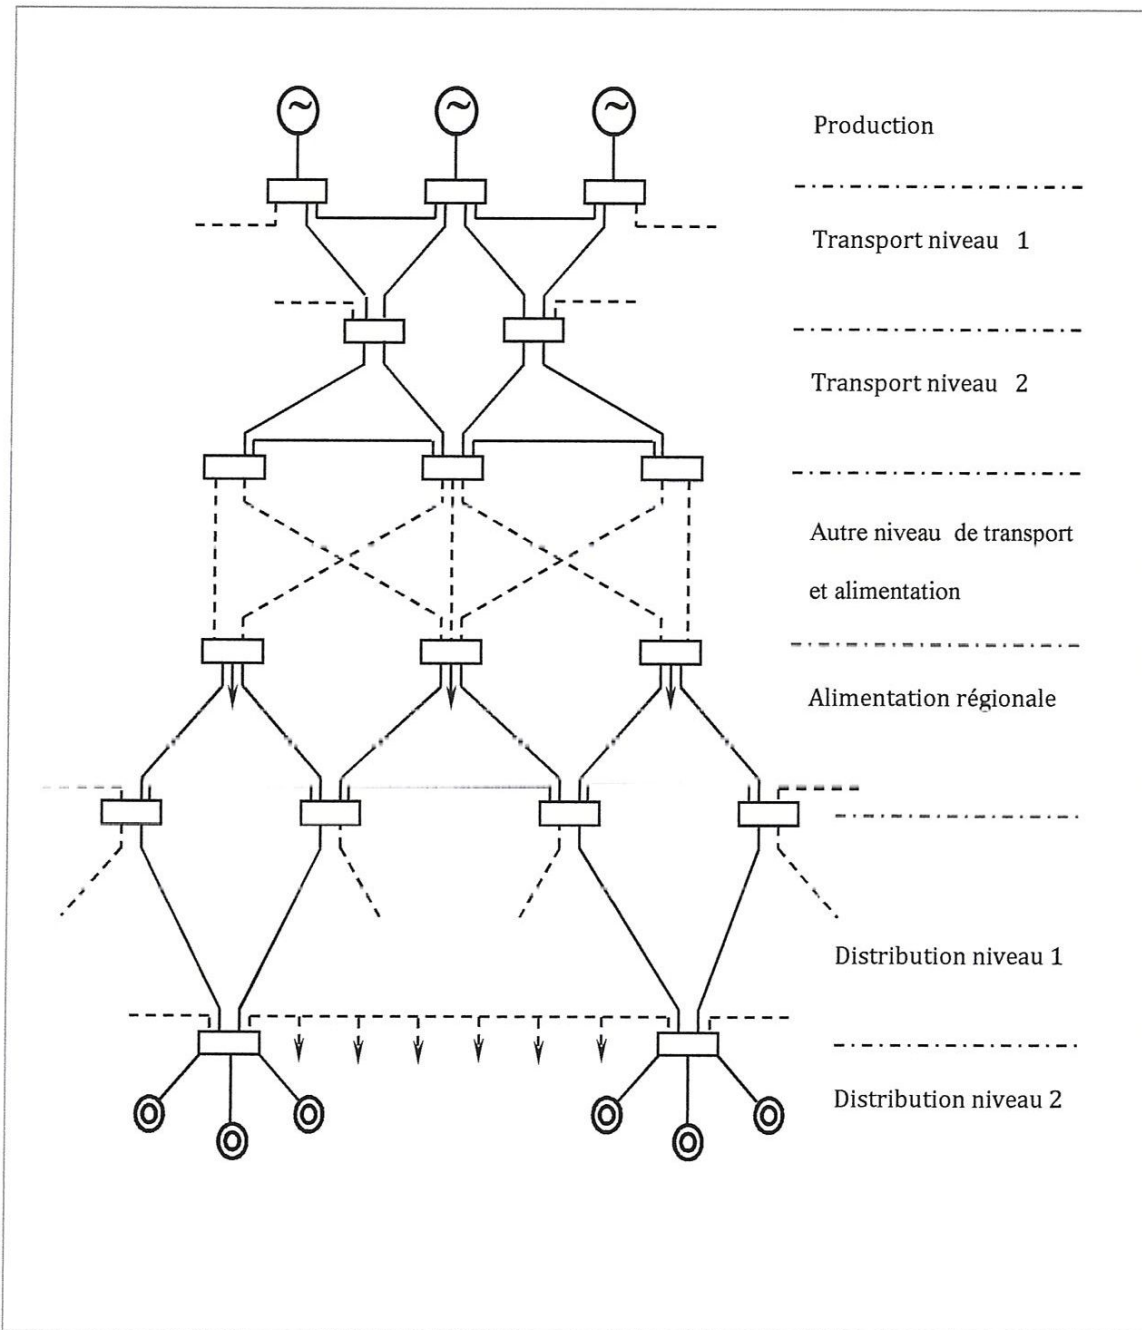 Production
Transport niveau 1
Transport niveau 2
Autre niveau de transport
et alimentation
Alimentation régionale
Distribution niveau 1
Distribution niveau 2